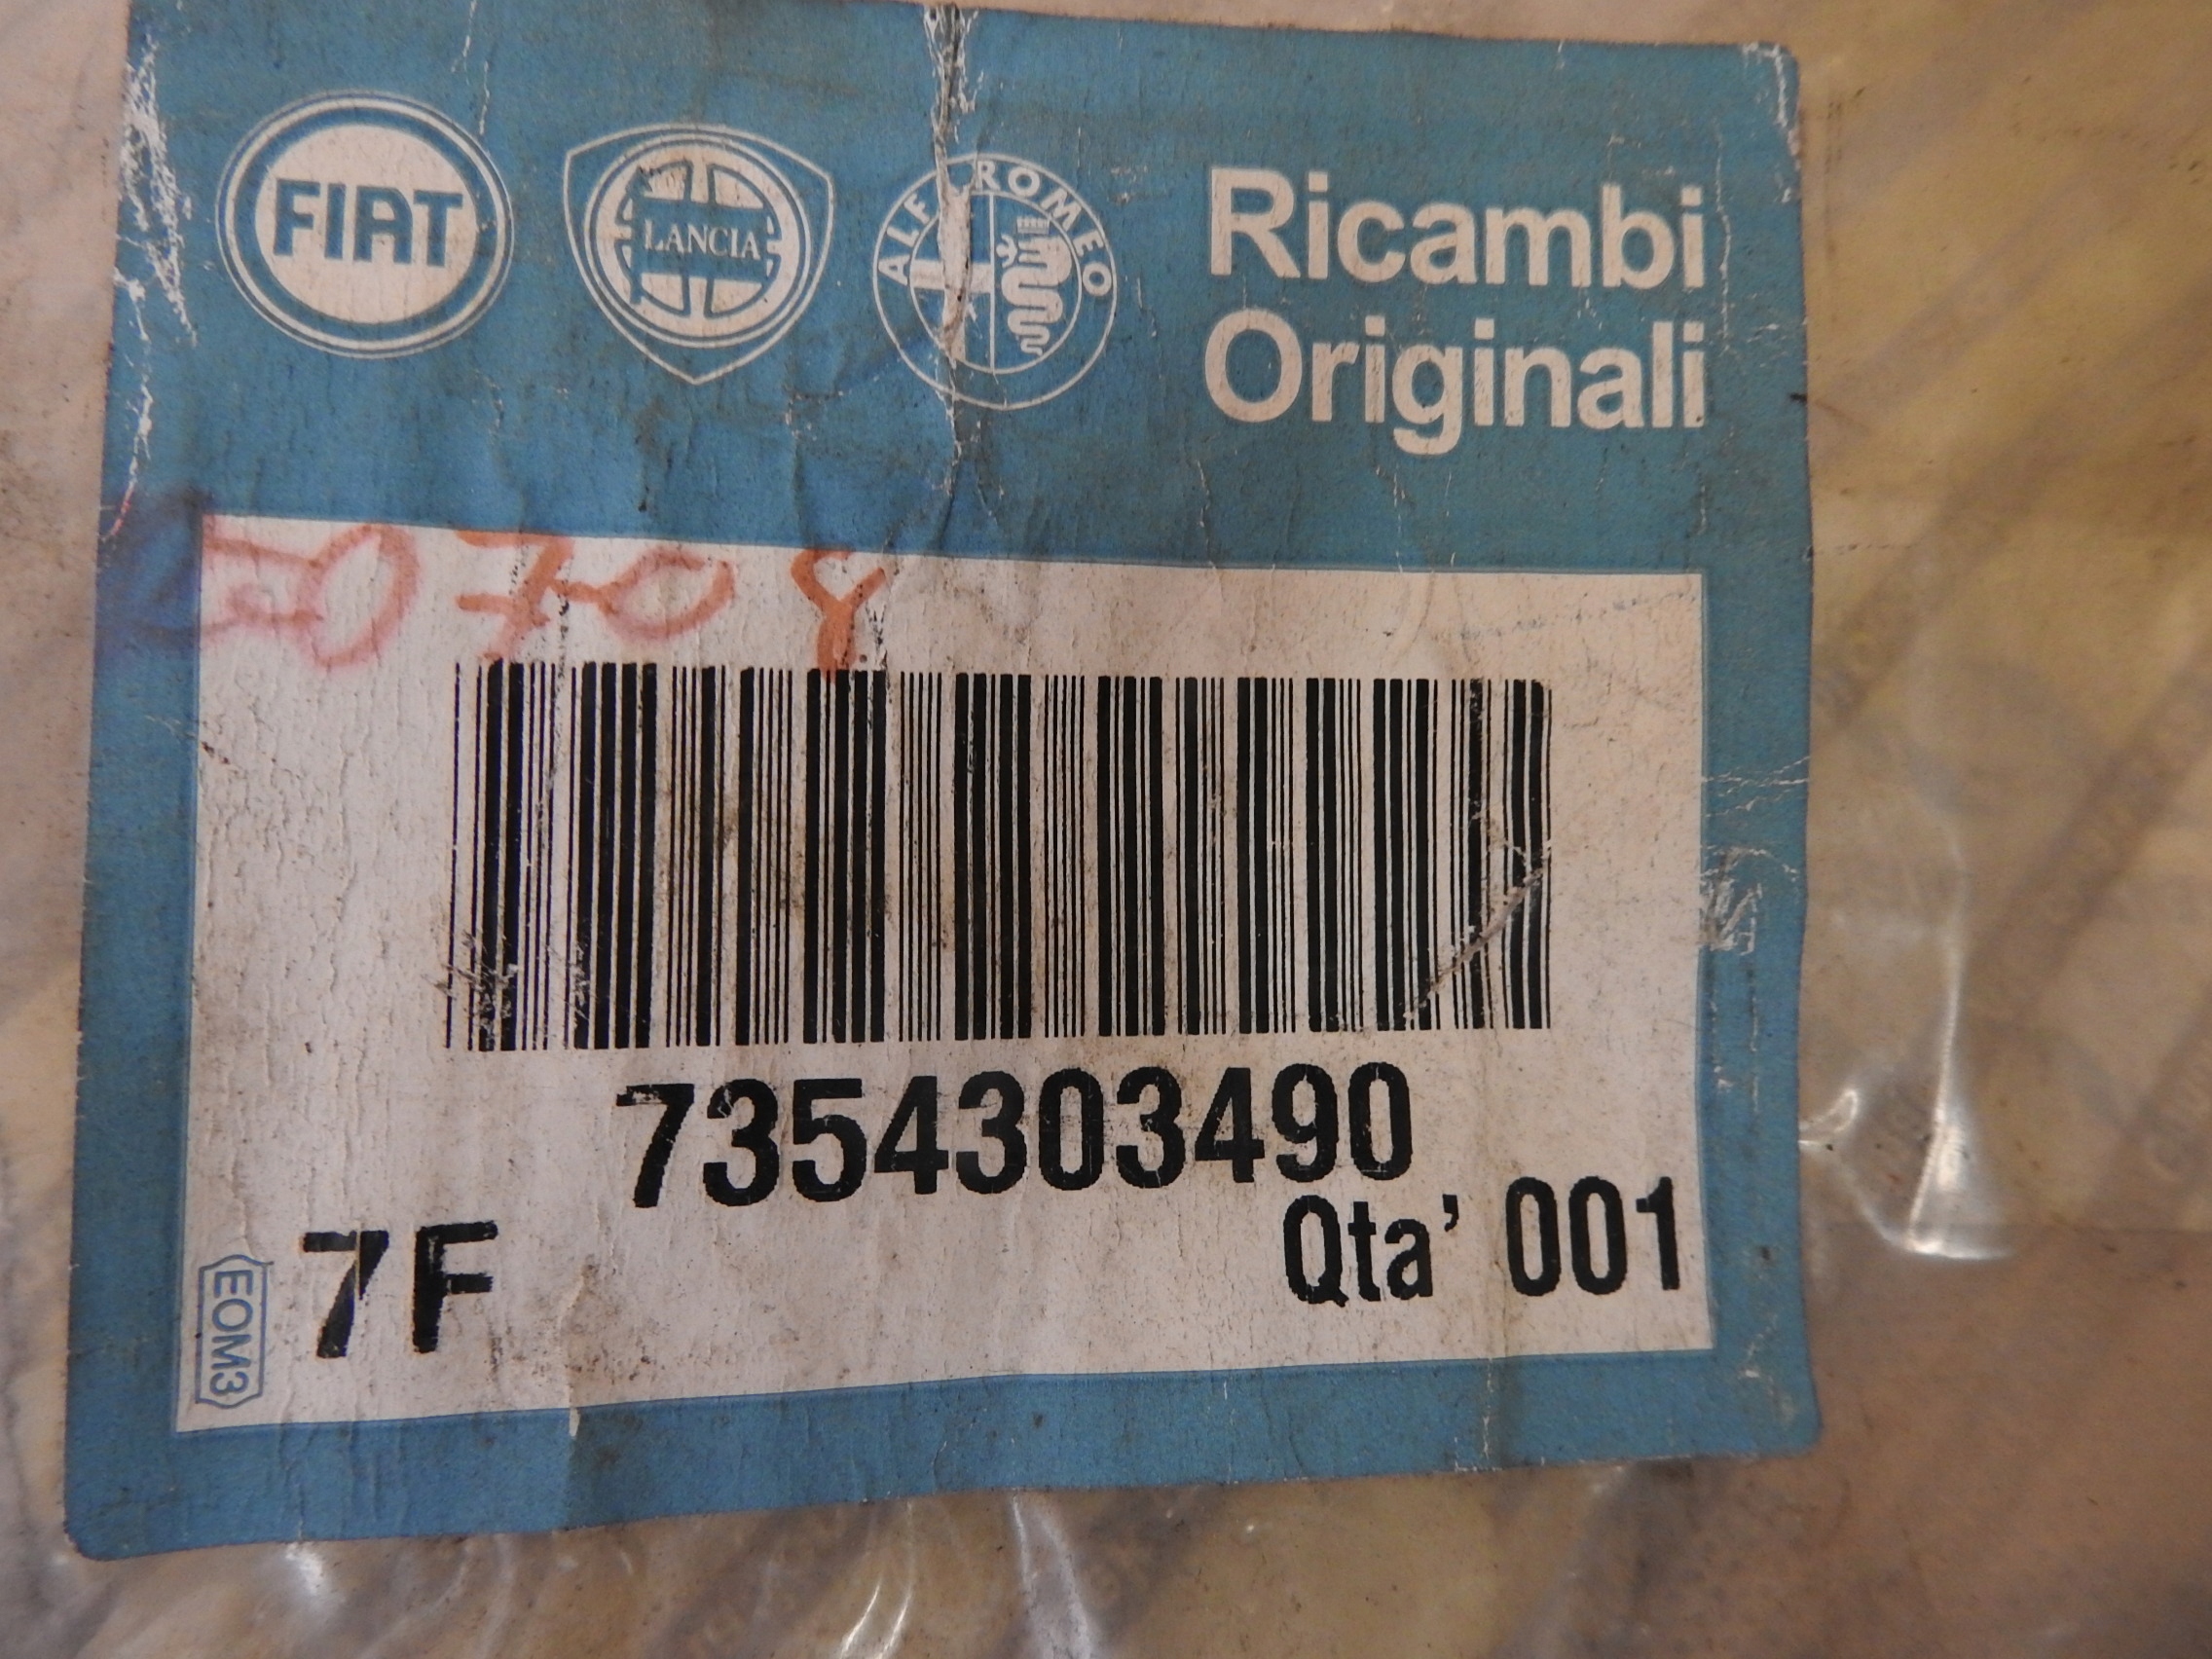 FIAT
LANCIA
ALFA ROMEO
Ricambi
Originali
7354303490
Qta' 001
7F
EOM3